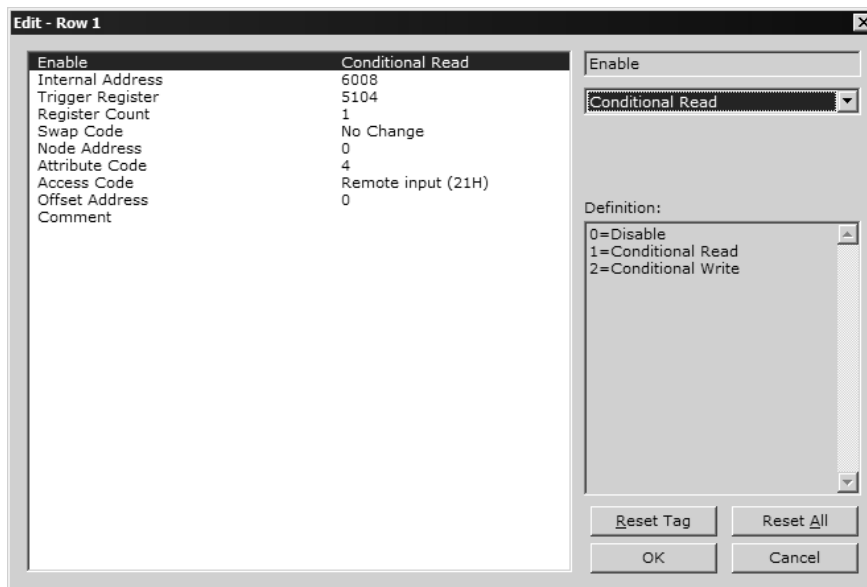 Edit - Row 1
Enable Conditional Read
Internal Address 6008
Trigger Register 5104
Register Count 1
Swap Code No Change
Node Address 0
Attribute Code 4
Access Code Remote input (21H)
Offset Address 0
Comment
Enable
Conditional Read
Definition:
0=Disable
1=Conditional Read
2=Conditional Write
Reset Tag Reset All
OK Cancel